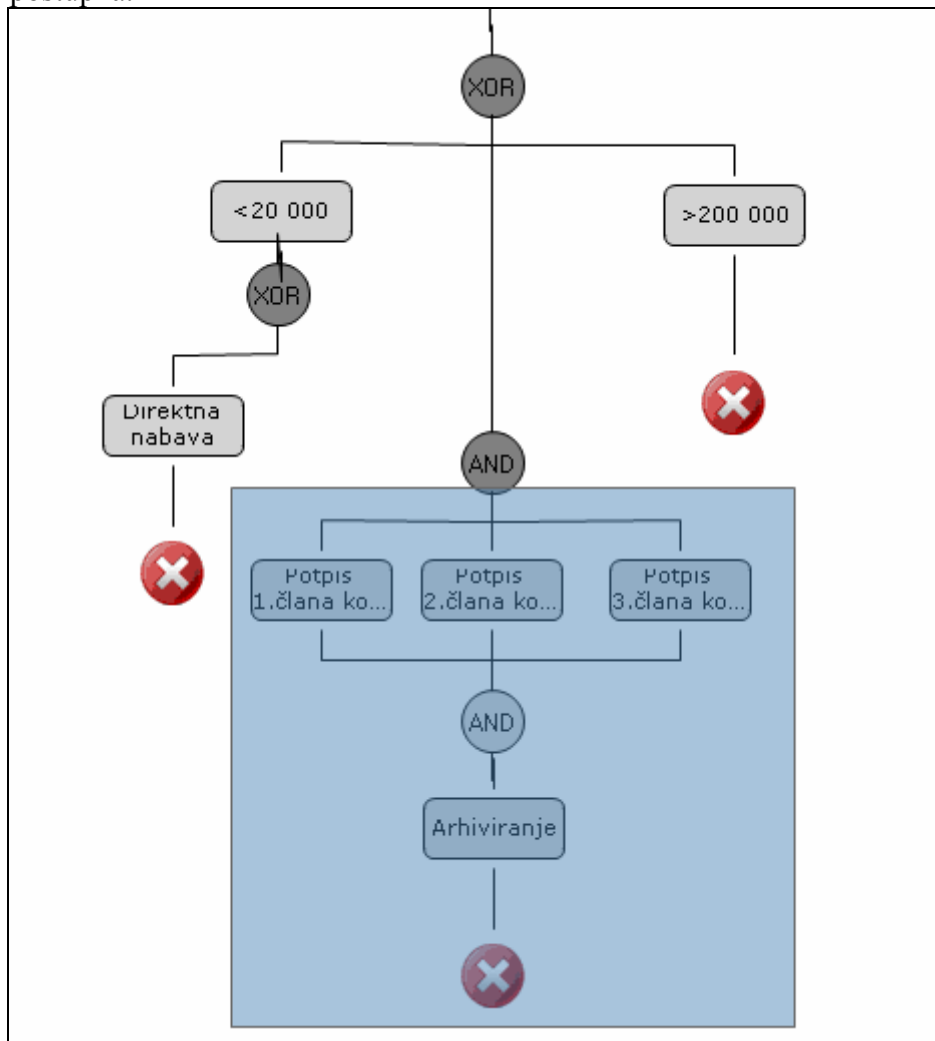 XOR
<20 000
>200 000
XOR
Direktna
nabava
AND
Potpis
1.člana ko...
Potpis
2.člana ko...
Potpis
3.člana ko...
AND
Arhiviranje